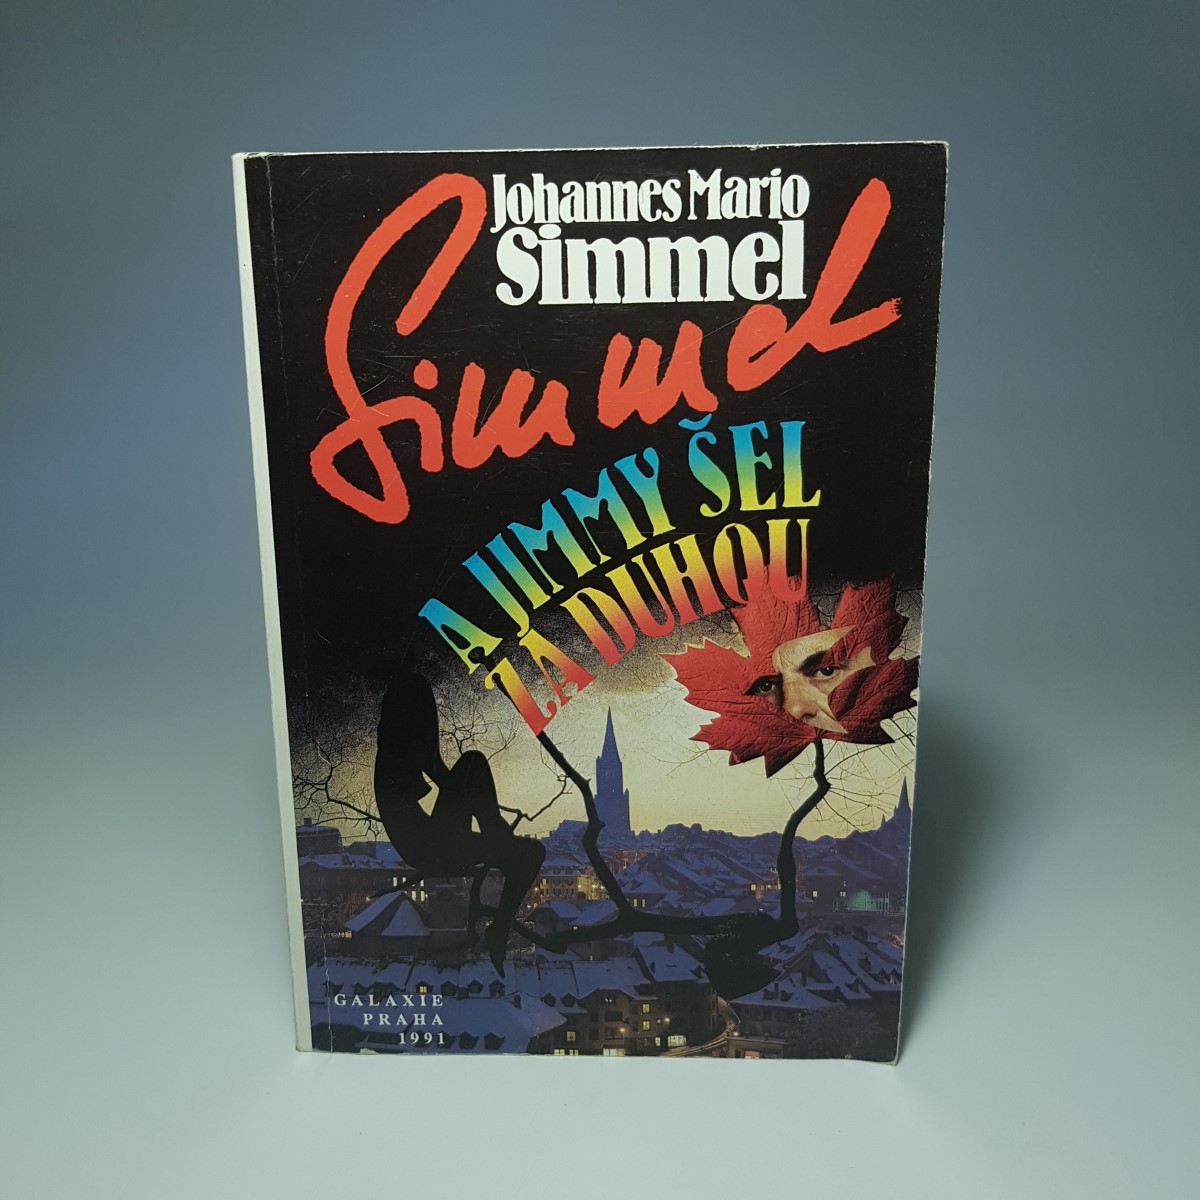 Johannes Mario
Simmel
Simmel
A JIMMY ŠEL
ZA DUHOU
GALAXIE
PRAHA
1991